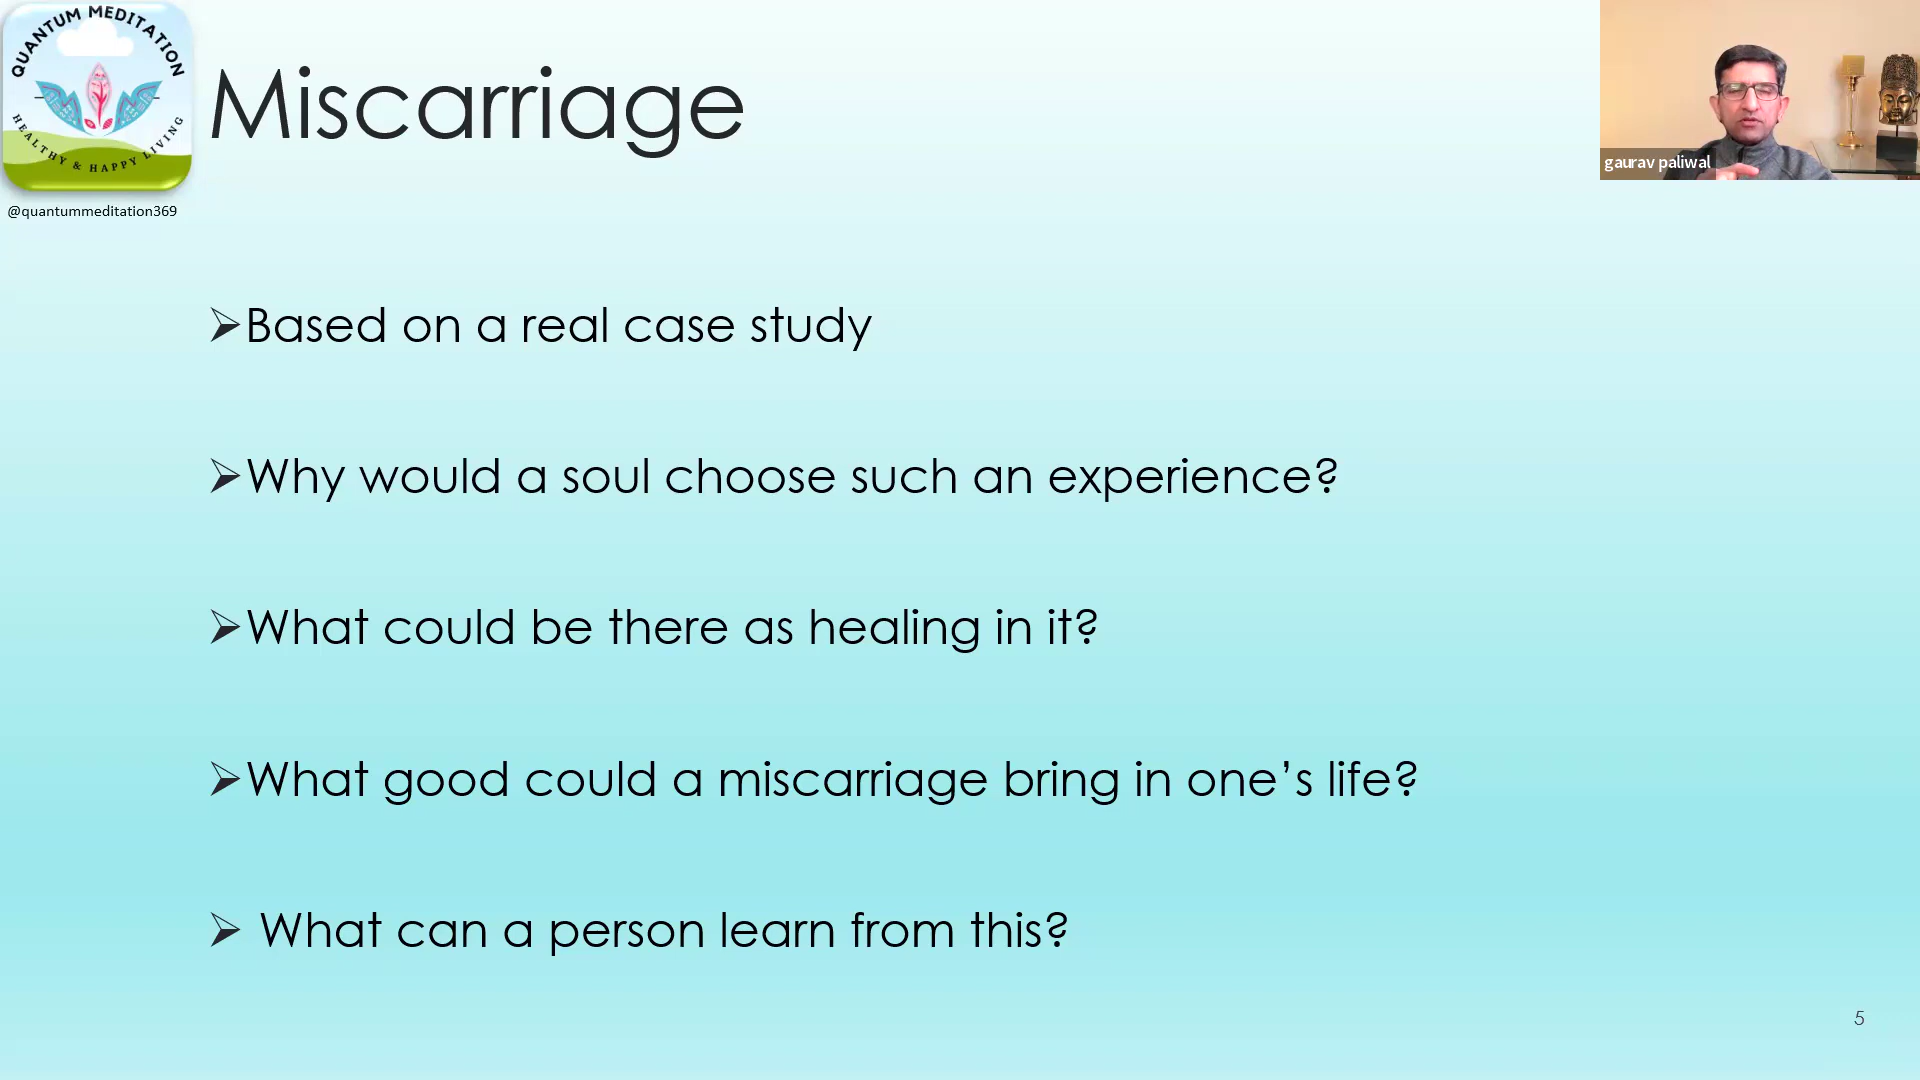 QUANTUM MEDITATION
HEALTHY & HAPPY LIVING
@quantummeditation369
Miscarriage
gaurav paliwal
➢Based on a real case study
➢Why would a soul choose such an experience?
➢What could be there as healing in it?
➢What good could a miscarriage bring in one’s life?
➢ What can a person learn from this?
5